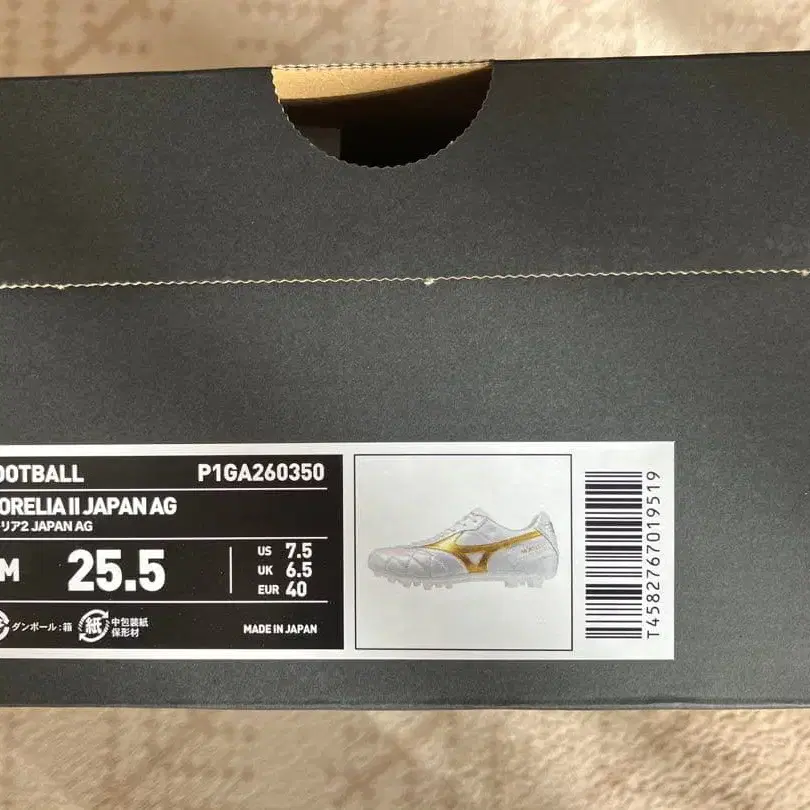 OOTBALL P1GA260350
ORELIA II JAPAN AG
リア2 JAPAN AG
M 25.5
US 7.5
UK 6.5
EUR 40
ダンボール:箱
紙 中包装紙
保形材
MADE IN JAPAN
T4582767019519